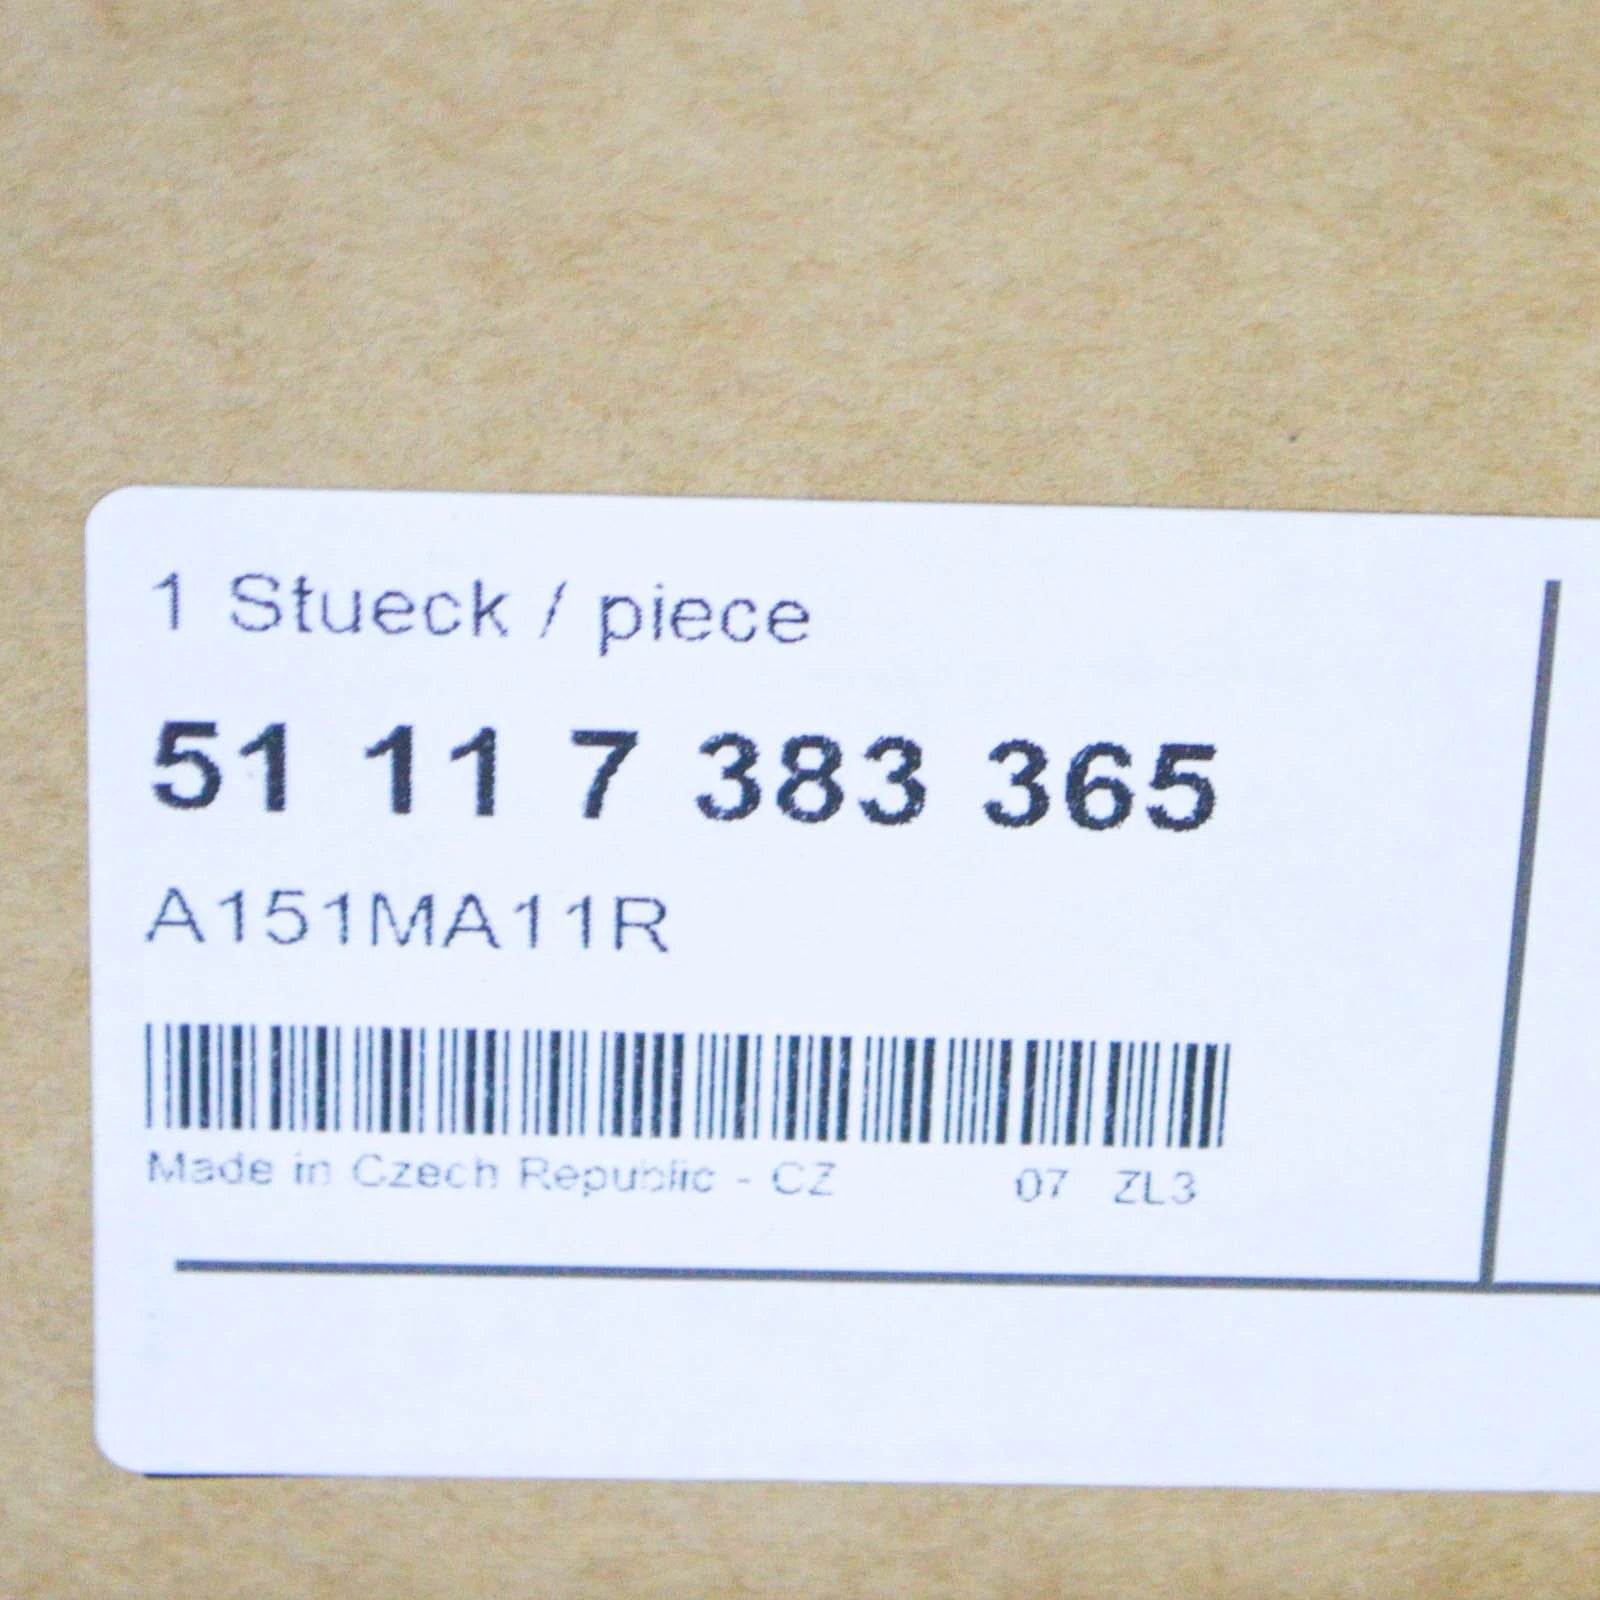 1 Stueck / piece
51 11 7 383 365
A151MA11R
Made in Czech Republic - CZ 07 ZL3